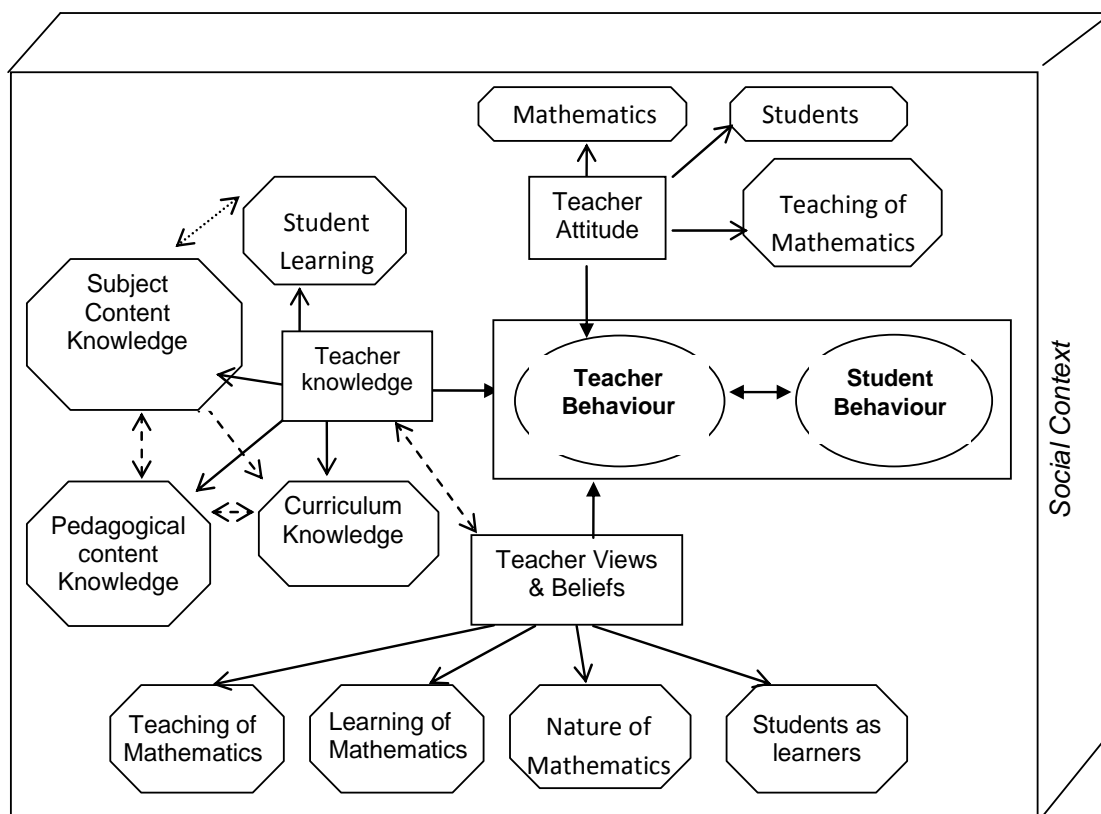 Mathematics
Students
Teacher
Attitude
Teaching of
Mathematics
Student
Learning
Subject
Content
Knowledge
Teacher
knowledge
Teacher
Behaviour
Student
Behaviour
Social Context
Pedagogical
content
Knowledge
Curriculum
Knowledge
Teacher Views
& Beliefs
Teaching of
Mathematics
Learning of
Mathematics
Nature of
Mathematics
Students as
learners